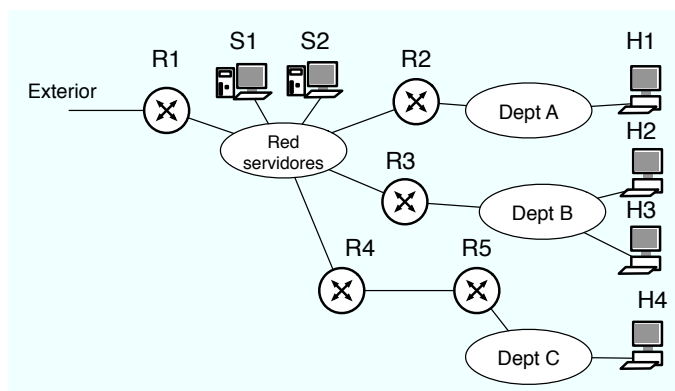 H1
S1
S2
R1
R2
Exterior
Dept A
H2
Red
servidores
R3
Dept B
H3
R4
R5
H4
Dept C